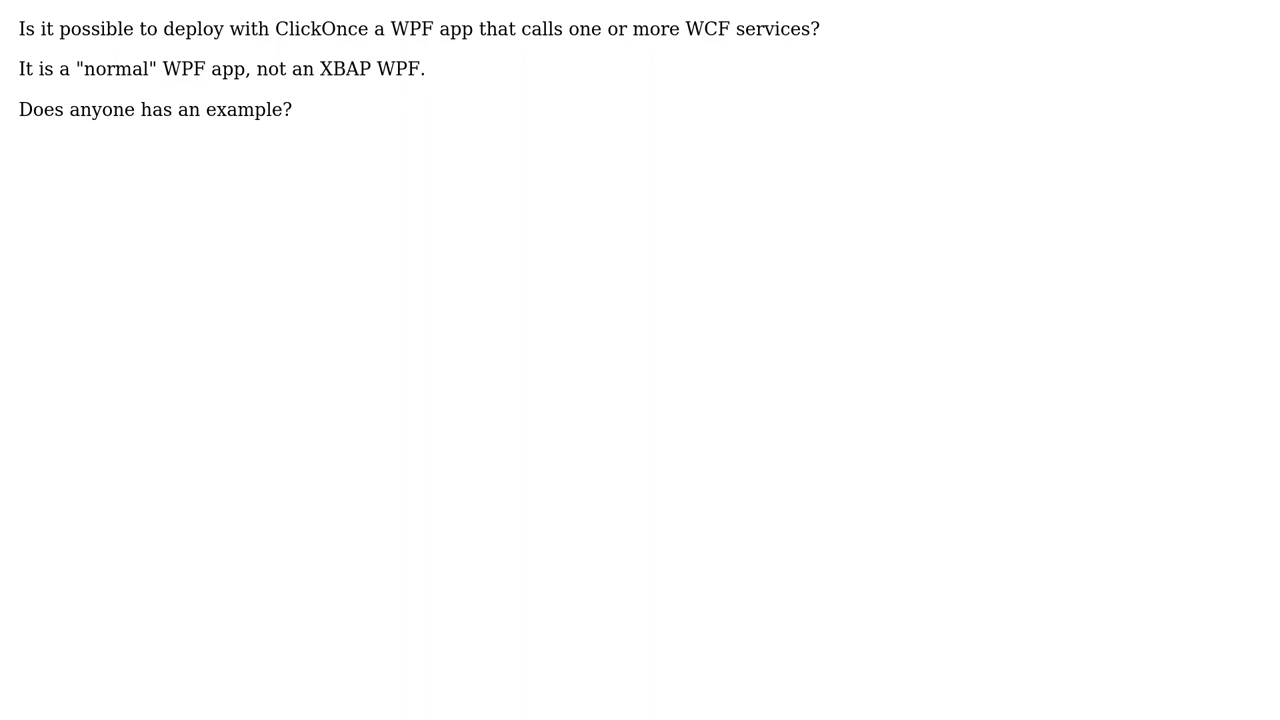 Is it possible to deploy with ClickOnce a WPF app that calls one or more WCF services?
It is a "normal" WPF app, not an XBAP WPF.
Does anyone has an example?